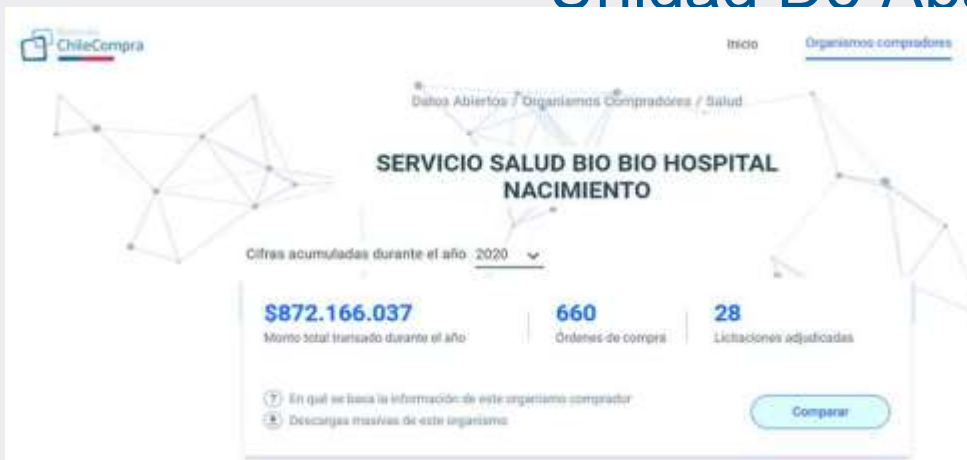 Unidad De
ChileCompra
Inicio
Organismos compradores
Datos Abiertos / Organismos Compradores / Salud
SERVICIO SALUD BIO BIO HOSPITAL
NACIMIENTO
Cifras acumuladas durante el año 2020
$872.166.037
Monto total transado durante el año
660
Órdenes de compra
28
Licitaciones adjudicadas
? En qué se basa la información de este organismo comprador
Descargas masivas de este organismo
Comparar